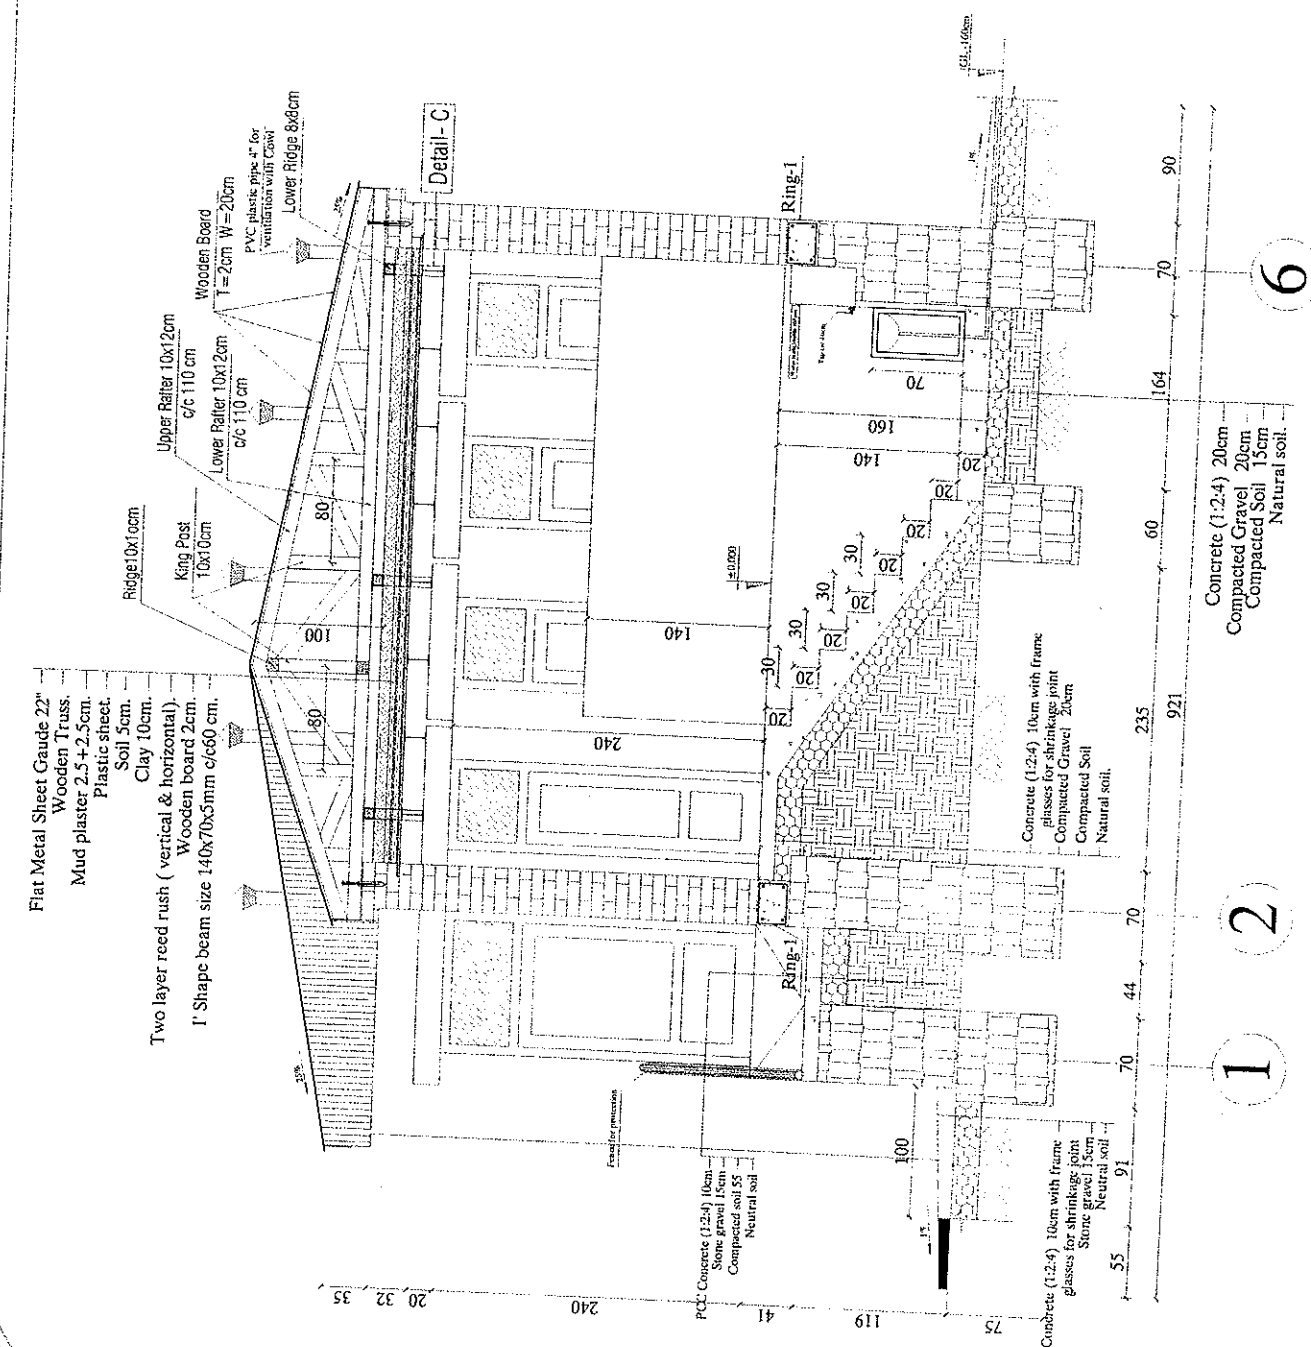 Flat Metal Sheet Gaude 22"
Wooden Truss.
Mud plaster 2.5+2.5cm.
Plastic sheet.
Soil 5cm.
Clay 10cm.
Two layer reed rush ( vertical & horizontal).
Wooden board 2cm.
I' Shape beam size 140x70x5mm c/c60 cm.
Ridge10x1ocm
King Post
10x10cm
Upper Rafter 10x12cm
c/c 110 cm
Lower Rafter 10x12cm
c/c 110 cm
Wooden Board
T=2cm W=20cm
PVC plastic pipe 4" for
ventilation with Cowl
Lower Ridge 8x8cm
Detail- C
25%
25%
80
100
80
240
140
±0.000
Ring-1
Ring-1
160
140
70
20
20
20
20
20
20
20
30
30
30
30
GL -160cm
1%
1%
100
PCC Concrete (1:2:4) 10cm
Stone gravel 15cm
Compacted soil 55
Neutral soil
Concrete (1:2:4) 10cm with frame
glasses for shrinkage joint
Stone gravel 15cm
Neutral soil
Concrete (1:2:4) 10cm with frame
glasses for shrinkage joint
Compacted Gravel 20cm
Compacted Soil
Natural soil.
Concrete (1:2:4) 20cm
Compacted Gravel 20cm
Compacted Soil 15cm
Natural soil.
35
32
20
240
41
119
75
55
91
70
44
70
235
60
164
70
90
921
1
2
6